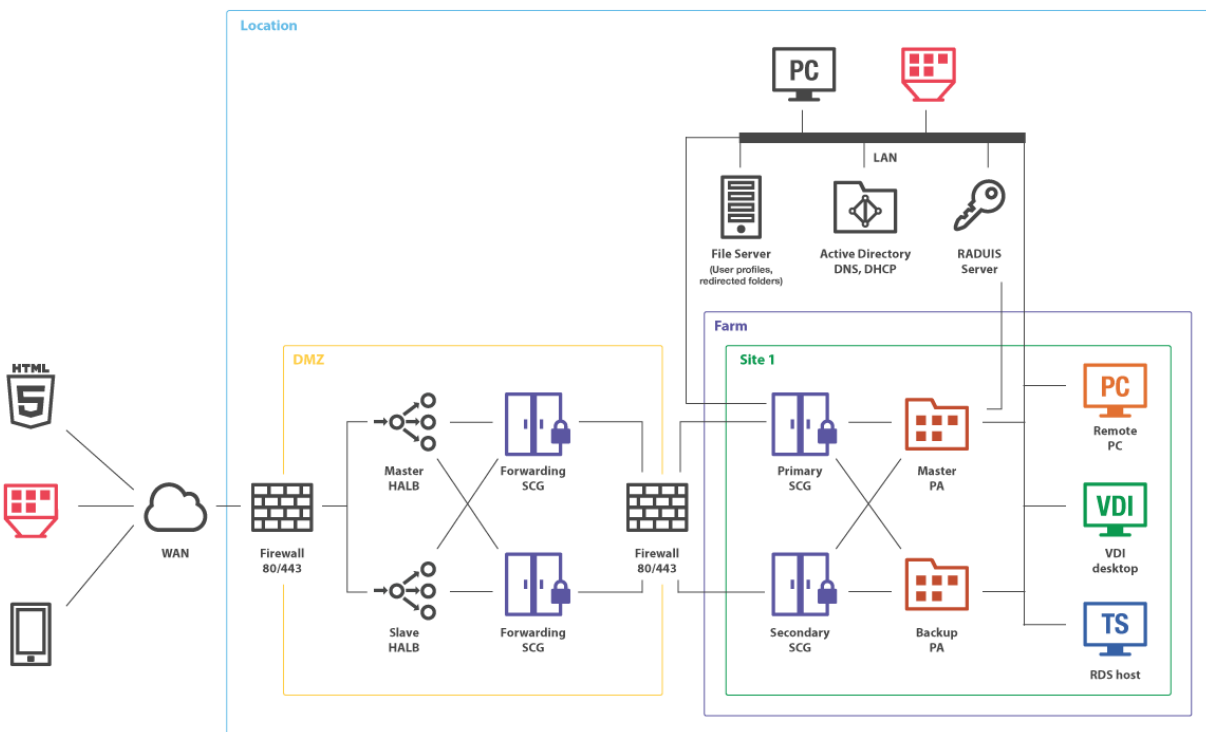 Location
PC
LAN
File Server
(User profiles,
redirected folders)
Active Directory
DNS, DHCP
RADUIS
Server
Farm
DMZ
Site 1
HTML
5
PC
Remote
PC
Master
HALB
Forwarding
SCG
Primary
SCG
Master
PA
WAN
Firewall
80/443
Firewall
80/443
VDI
VDI
desktop
Slave
HALB
Forwarding
SCG
Secondary
SCG
Backup
PA
TS
RDS host